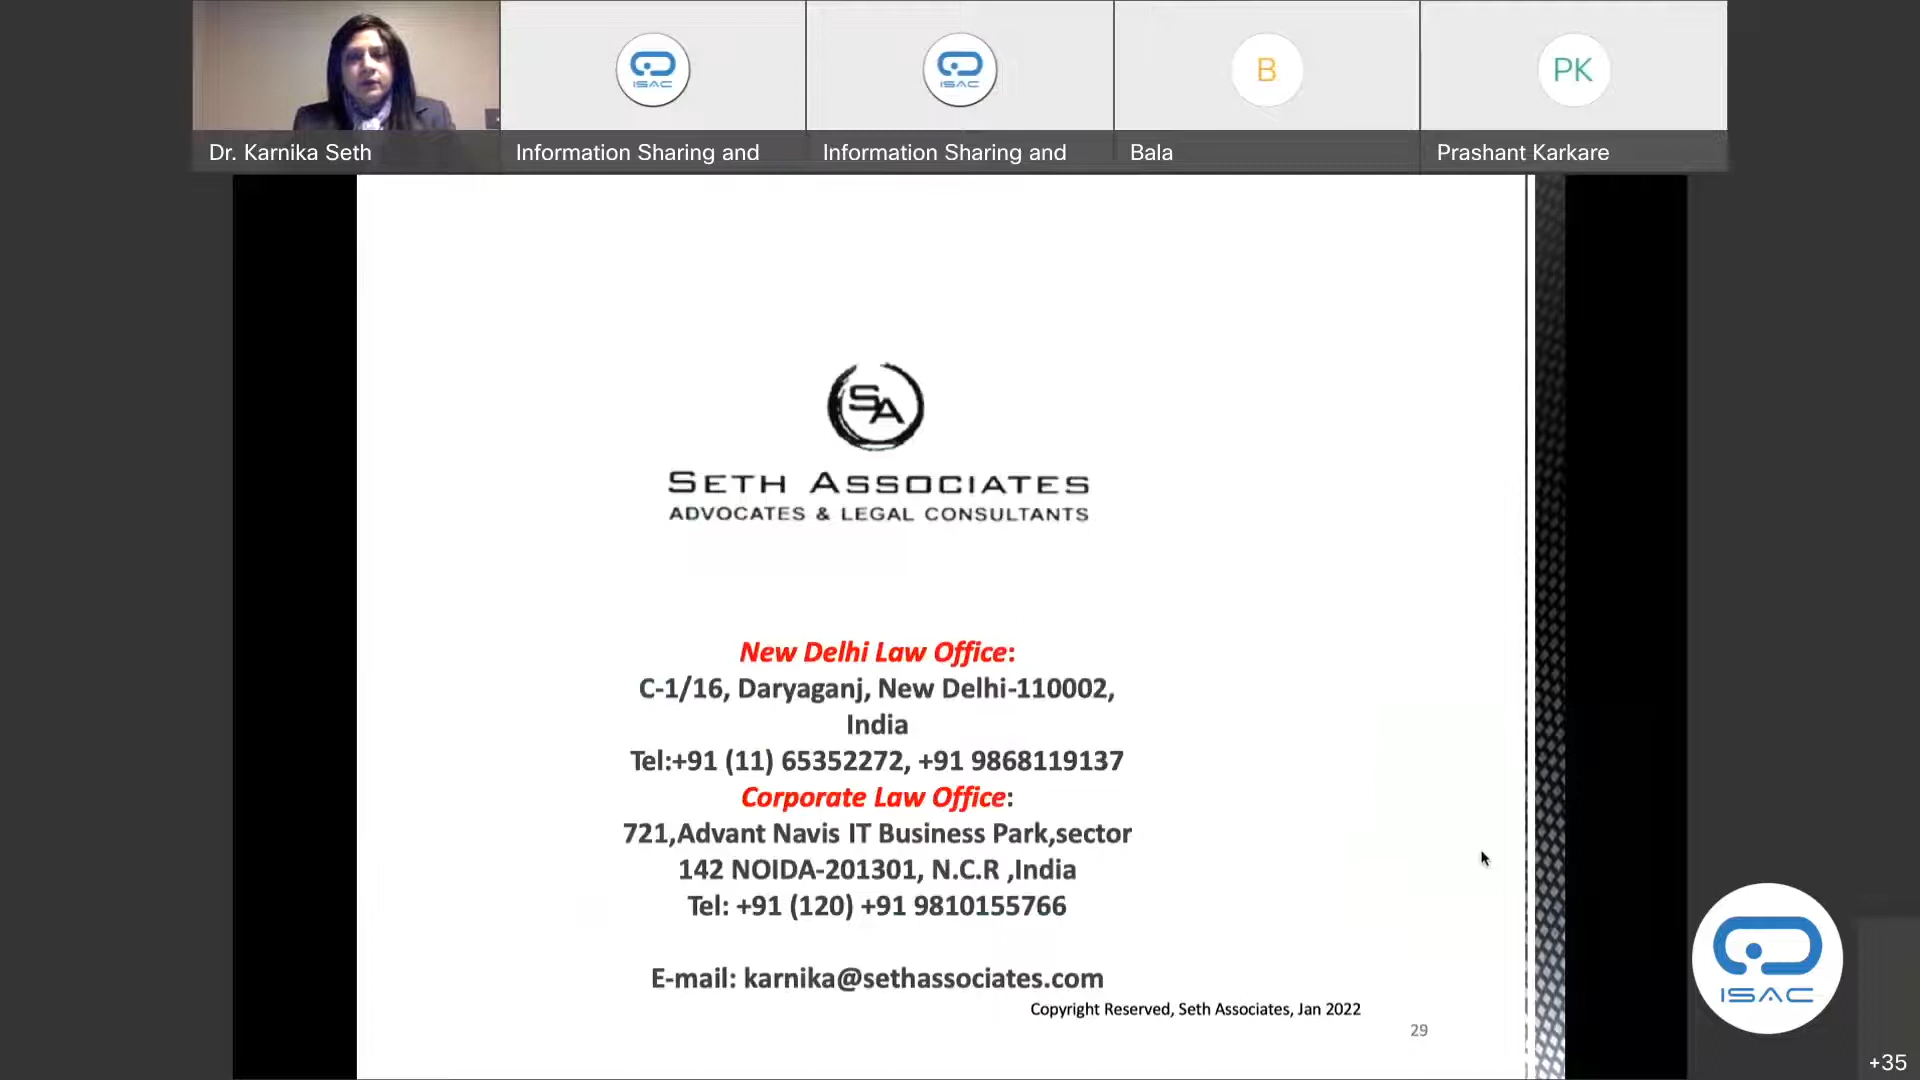 ISAC
ISAC
B
PK
Dr. Karnika Seth
Information Sharing and
Information Sharing and
Bala
Prashant Karkare
SA
SETH ASSOCIATES
ADVOCATES & LEGAL CONSULTANTS
New Delhi Law Office:
C-1/16, Daryaganj, New Delhi-110002,
India
Tel:+91 (11) 65352272, +91 9868119137
Corporate Law Office:
721,Advant Navis IT Business Park,sector
142 NOIDA-201301, N.C.R ,India
Tel: +91 (120) +91 9810155766
E-mail: karnika@sethassociates.com
Copyright Reserved, Seth Associates, Jan 2022
29
ISAC
+35